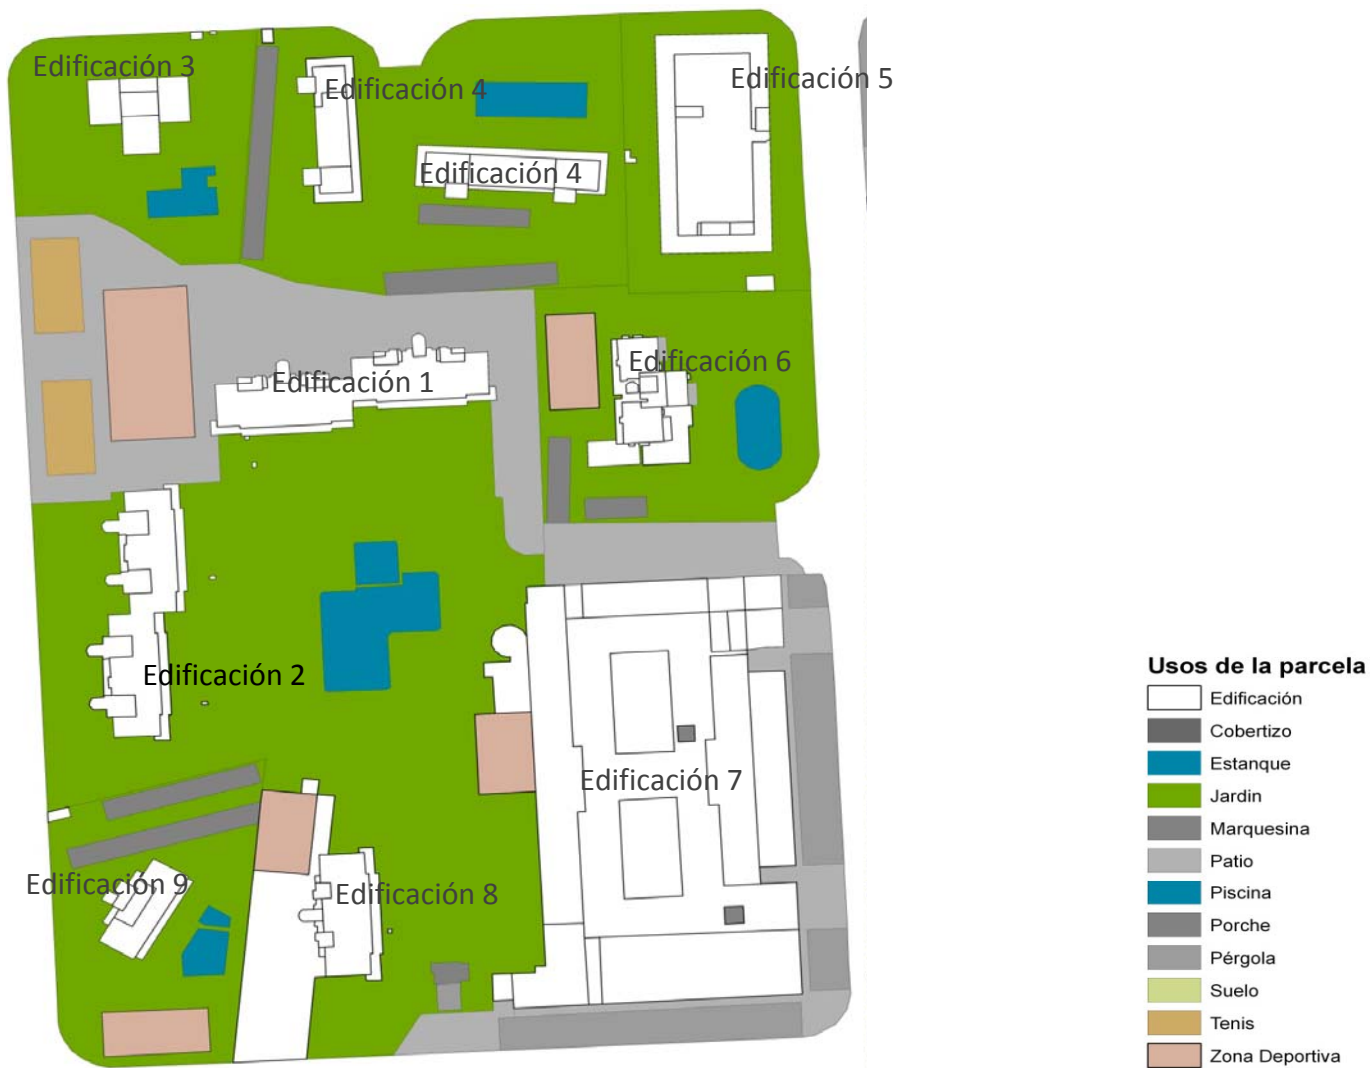 Edificación 3
Edificación 4
Edificación 5
Edificación 4
Edificación 6
Edificación 1
Edificación 2
Edificación 7
Edificación 9
Edificación 8
Usos de la parcela
Edificación
Cobertizo
Estanque
Jardin
Marquesina
Patio
Piscina
Porche
Pérgola
Suelo
Tenis
Zona Deportiva